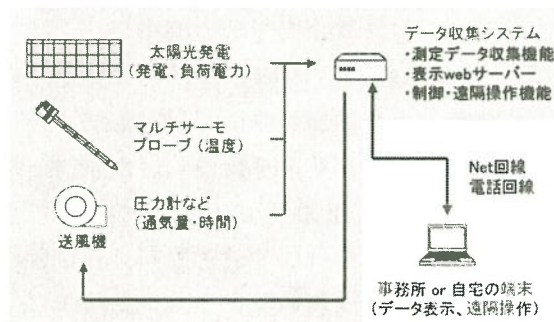 太陽光発電
(発電、負荷電力)
データ収集システム
・測定データ収集機能
・表示webサーバー
・制御・遠隔操作機能
マルチサーモ
プローブ(温度)
圧力計など
(通気量・時間)
送風機
Net回線
電話回線
事務所 or 自宅の端末
(データ表示、遠隔操作)